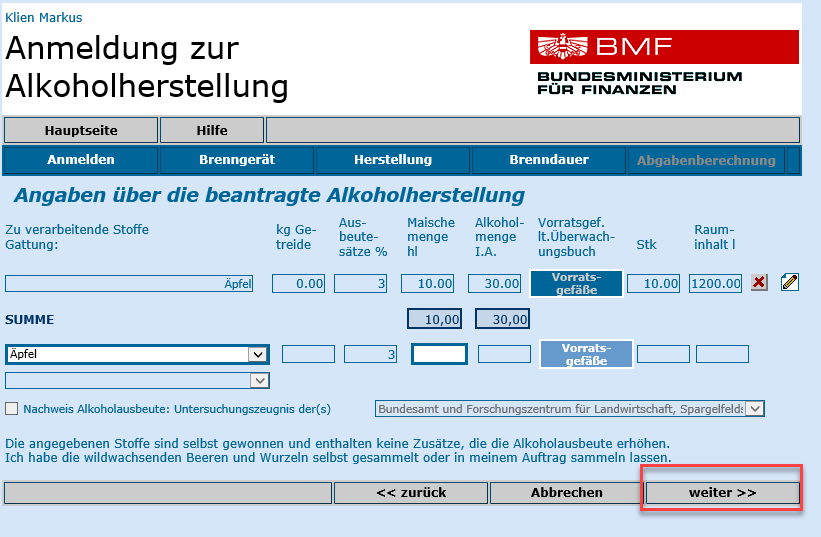 Klien Markus
Anmeldung zur
Alkoholherstellung
BMF
BUNDESMINISTERIUM
FÜR FINANZEN
Hauptseite Hilfe
Anmelden Brenngerät Herstellung Brenndauer Abgabenberechnung
Angaben über die beantragte Alkoholherstellung
Zu verarbeitende Stoffe
Gattung:
kg Ge-
treide
Aus-
beute-
sätze %
Maische
menge
hl
Alkohol-
menge
I.A.
Vorratsgef.
lt.Überwach-
ungsbuch
Stk
Raum-
inhalt l
Äpfel 0.00 3 10.00 30.00 Vorrats-
gefäße 10.00 1200.00
SUMME 10,00 30,00
Äpfel 3 Vorrats-
gefäße
Nachweis Alkoholausbeute: Untersuchungszeugnis der(s) Bundesamt und Forschungszentrum für Landwirtschaft, Spargelfelds
Die angegebenen Stoffe sind selbst gewonnen und enthalten keine Zusätze, die die Alkoholausbeute erhöhen.
Ich habe die wildwachsenden Beeren und Wurzeln selbst gesammelt oder in meinem Auftrag sammeln lassen.
<< zurück Abbrechen weiter >>